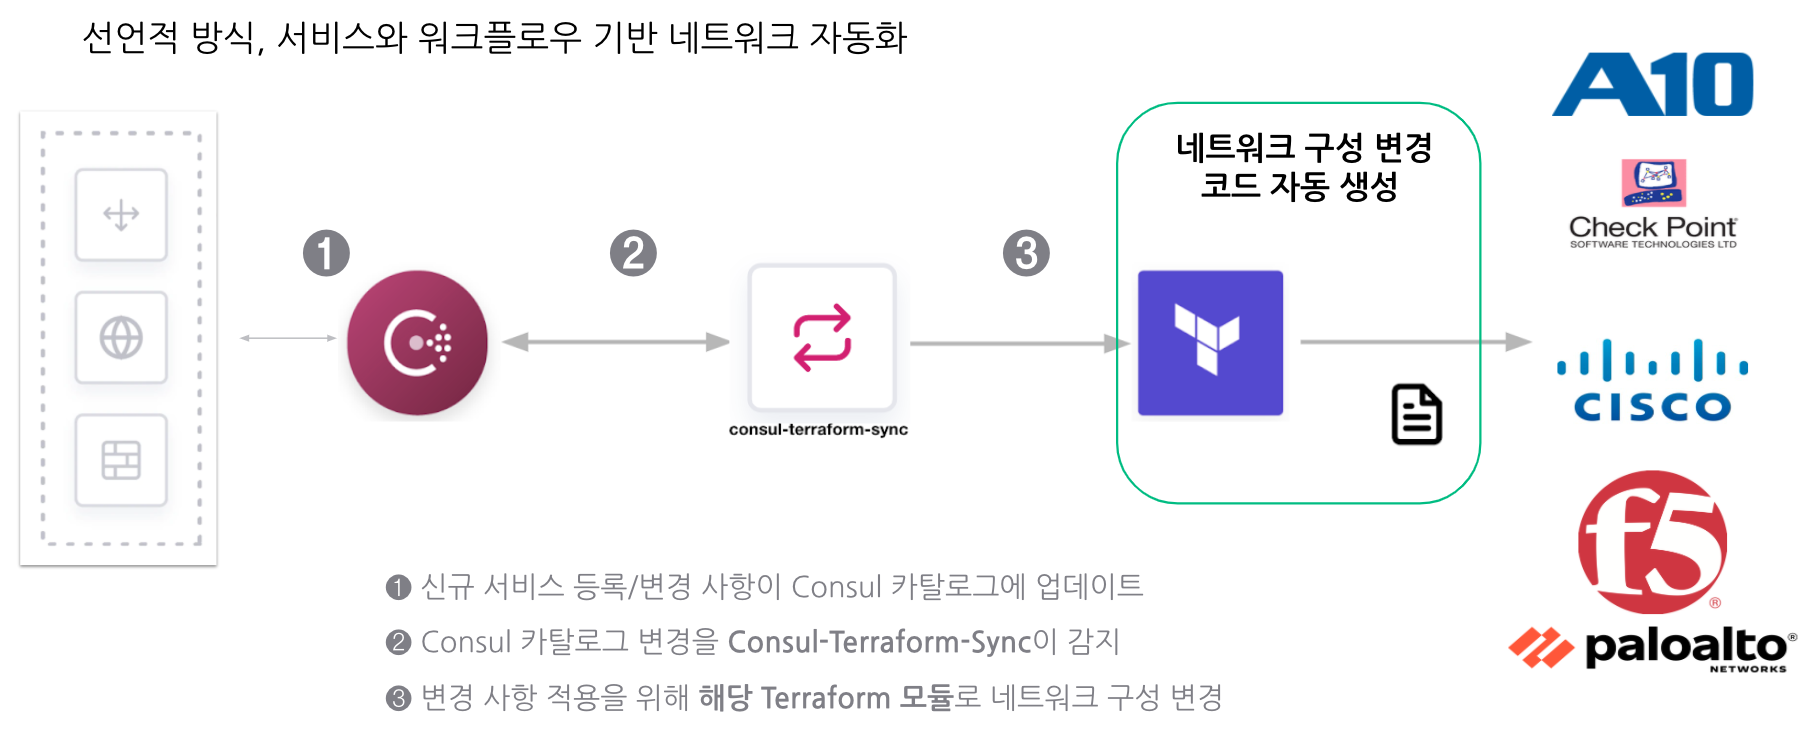 선언적 방식, 서비스와 워크플로우 기반 네트워크 자동화
네트워크 구성 변경
코드 자동 생성
1
2
3
consul-terraform-sync
A10
Check Point
SOFTWARE TECHNOLOGIES LTD
CISCO
f5®
paloalto®
NETWORKS
❶ 신규 서비스 등록/변경 사항이 Consul 카탈로그에 업데이트
❷ Consul 카탈로그 변경을 Consul-Terraform-Sync이 감지
❸ 변경 사항 적용을 위해 해당 Terraform 모듈로 네트워크 구성 변경